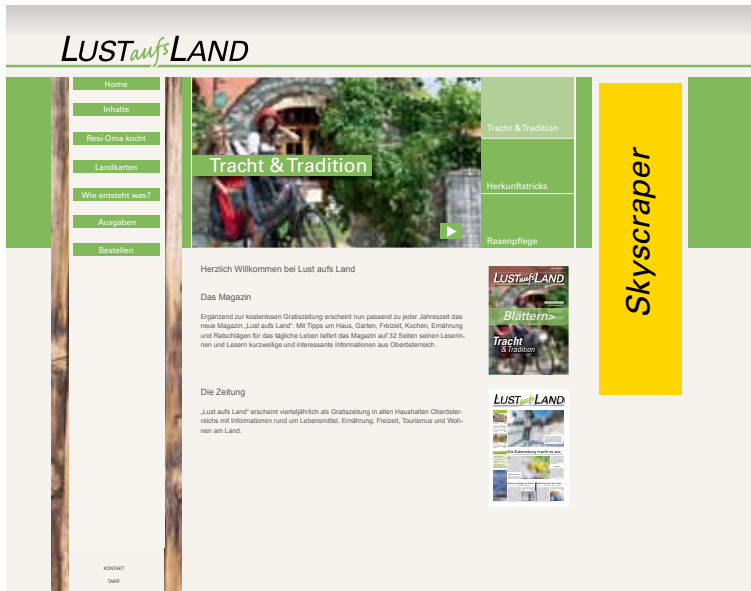 LUST aufs LAND
Home
Inhalte
Resi-Oma kocht
Landkarten
Wie entsteht was?
Ausgaben
Bestellen
Tracht & Tradition
Tracht & Tradition
Herkunftstricks
Rasenpflege
Skyscraper
Herzlich Willkommen bei Lust aufs Land
Das Magazin
Ergänzend zur kostenlosen Gratiszeitung erscheint nun passend zu jeder Jahreszeit das
neue Magazin „Lust aufs Land". Mit Tipps um Haus, Garten, Freizeit, Kochen, Ernährung
und Ratschlägen für das tägliche Leben liefert das Magazin auf 32 Seiten seinen Leserin-
nen und Lesern kurzweilige und interessante Informationen aus Oberösterreich.
Die Zeitung
„Lust aufs Land" erscheint vierteljährlich als Gratiszeitung in allen Haushalten Oberöster-
reichs mit Informationen rund um Lebensmittel, Ernährung, Freizeit, Tourismus und Woh-
nen am Land.
LUST aufs LAND
Blättern>
Tracht
& Tradition
LUST aufs LAND
Die Zubereitung macht es aus
KONTAKT
TARIF